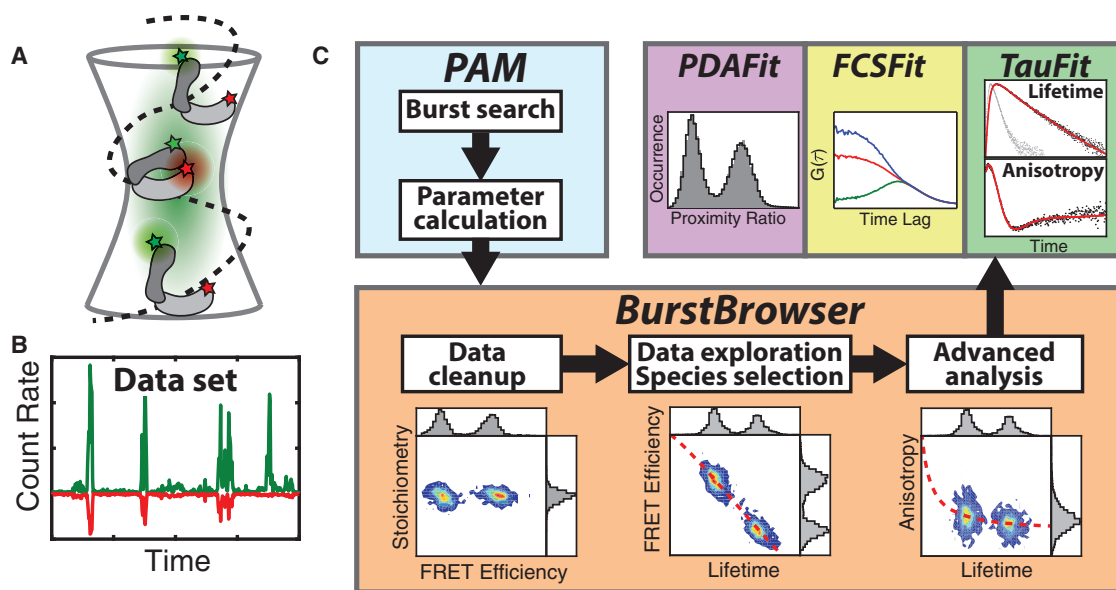 A
B
Data set
Count Rate
Time
C
PAM
Burst search
Parameter
calculation
PDAFit
Occurrence
Proximity Ratio
FCSFit
G(τ)
Time Lag
TauFit
Lifetime
Anisotropy
Time
BurstBrowser
Data
cleanup
Data exploration
Species selection
Advanced
analysis
Stoichiometry
FRET Efficiency
FRET Efficiency
Lifetime
Anisotropy
Lifetime